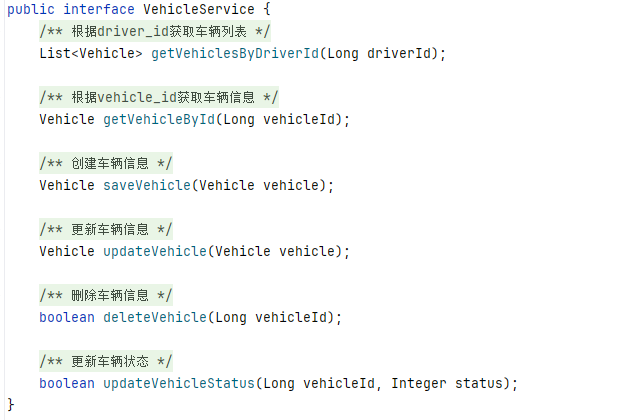 public interface VehicleService {
/** 根据driver_id获取车辆列表 */
List<Vehicle> getVehiclesByDriverId(Long driverId);
/** 根据vehicle_id获取车辆信息 */
Vehicle getVehicleById(Long vehicleId);
/** 创建车辆信息 */
Vehicle saveVehicle(Vehicle vehicle);
/** 更新车辆信息 */
Vehicle updateVehicle(Vehicle vehicle);
/** 删除车辆信息 */
boolean deleteVehicle(Long vehicleId);
/** 更新车辆状态 */
boolean updateVehicleStatus(Long vehicleId, Integer status);
}